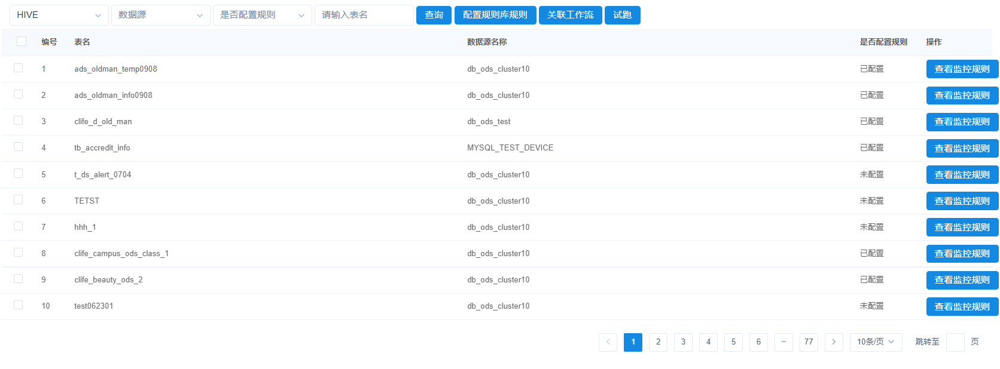 HIVE 数据源 是否配置规则 请输入表名 查询 配置规则库规则 关联工作流 试跑
编号 表名 数据源名称 是否配置规则 操作
1 ads_oldman_temp0908 db_ods_cluster10 已配置 查看监控规则
2 ads_oldman_info0908 db_ods_cluster10 已配置 查看监控规则
3 clife_d_old_man db_ods_test 已配置 查看监控规则
4 tb_accredit_info MYSQL_TEST_DEVICE 已配置 查看监控规则
5 t_ds_alert_0704 db_ods_cluster10 未配置 查看监控规则
6 TETST db_ods_cluster10 未配置 查看监控规则
7 hhh_1 db_ods_cluster10 未配置 查看监控规则
8 clife_campus_ods_class_1 db_ods_cluster10 已配置 查看监控规则
9 clife_beauty_ods_2 db_ods_cluster10 已配置 查看监控规则
10 test062301 db_ods_cluster10 未配置 查看监控规则
1 2 3 4 5 6 ... 77 10条/页 跳转至 页